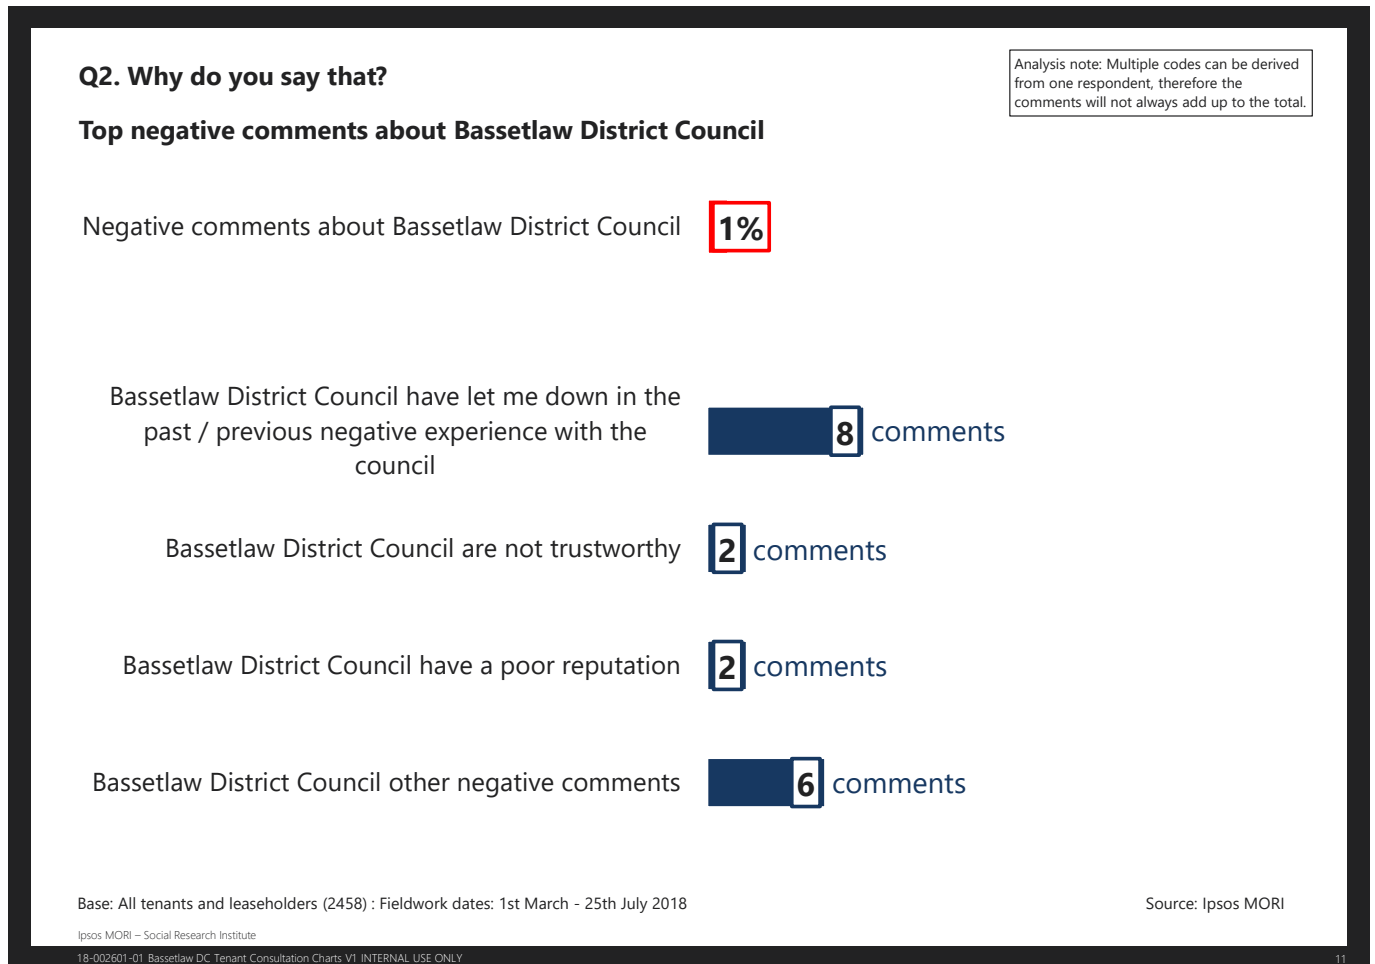 Q2. Why do you say that?
Analysis note: Multiple codes can be derived
from one respondent, therefore the
comments will not always add up to the total.
Top negative comments about Bassetlaw District Council
Negative comments about Bassetlaw District Council 1%
Bassetlaw District Council have let me down in the
past / previous negative experience with the
council
8 comments
Bassetlaw District Council are not trustworthy 2 comments
Bassetlaw District Council have a poor reputation 2 comments
Bassetlaw District Council other negative comments 6 comments
Base: All tenants and leaseholders (2458) : Fieldwork dates: 1st March - 25th July 2018 Source: Ipsos MORI
Ipsos MORI – Social Research Institute
18-002601-01 Bassetlaw DC Tenant Consultation Charts V1 INTERNAL USE ONLY 11